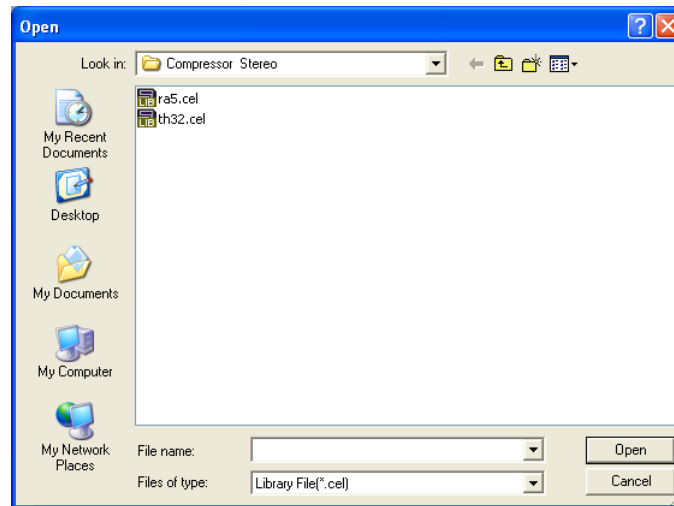 Open
Look in: Compressor Stereo
ra5.cel
th32.cel
My Recent
Documents
Desktop
My Documents
My Computer
My Network
Places
File name:
Open
Files of type: Library File(*.cel)
Cancel